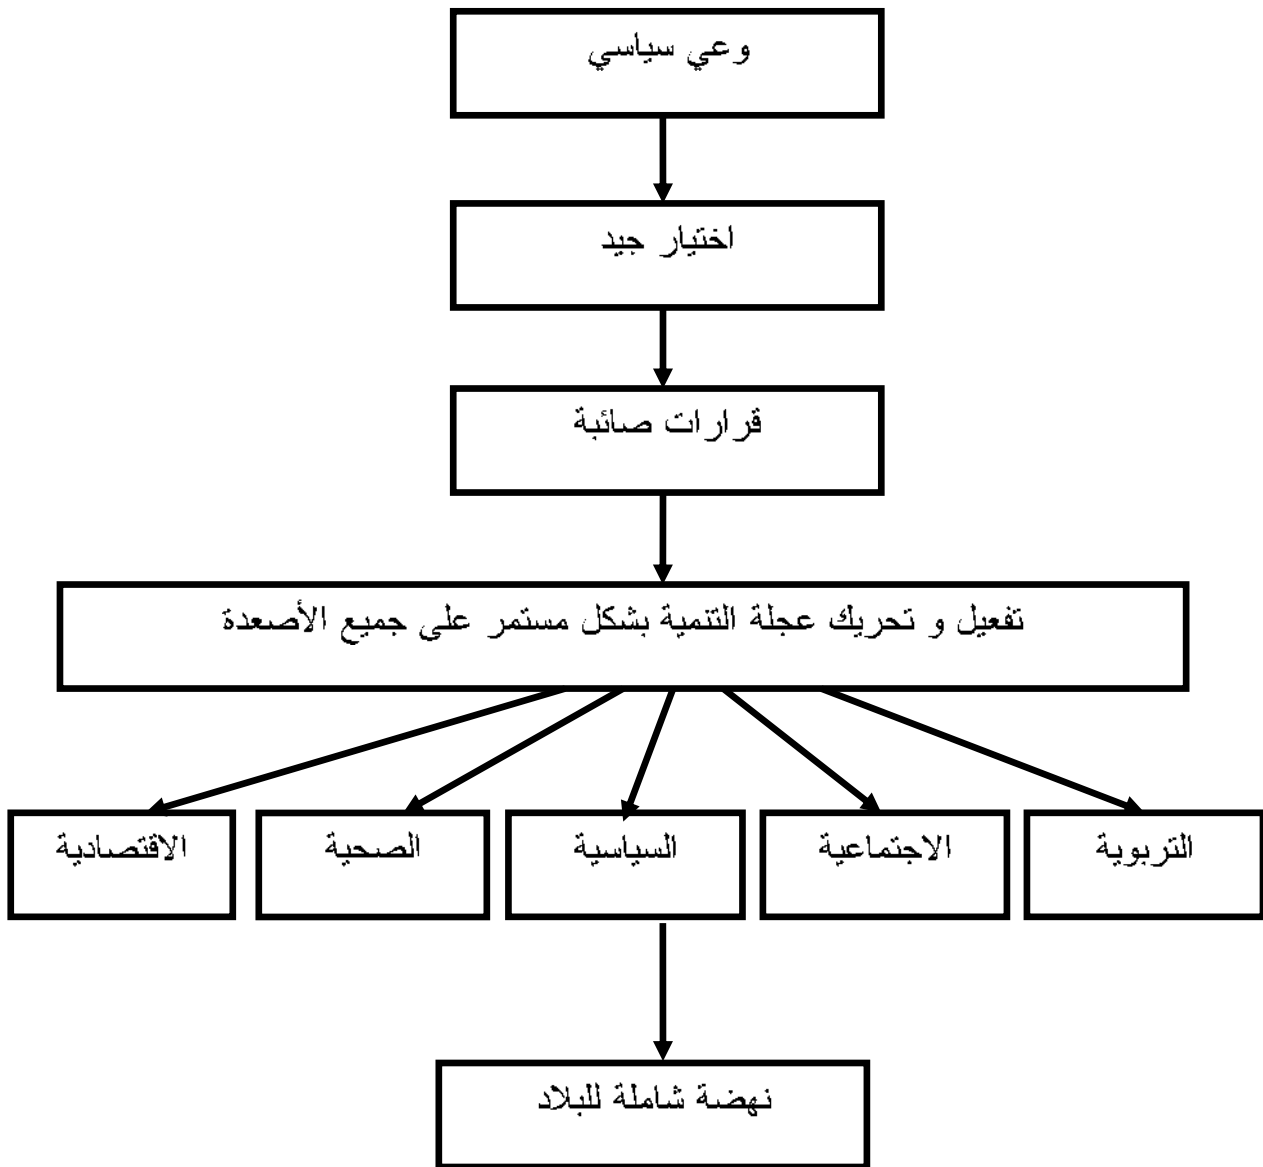 وعي سياسي
اختيار جيد
قرارات صائبة
تفعيل و تحريك عجلة التنمية بشكل مستمر على جميع الأصعدة
التربوية
الاجتماعية
السياسية
الصحية
الاقتصادية
نهضة شاملة للبلاد